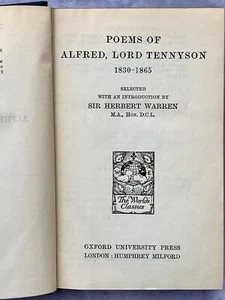 POEMS OF
ALFRED, LORD TENNYSON
1830-1865
SELECTED
WITH AN INTRODUCTION BY
SIR HERBERT WARREN
M.A., HON. D.C.L.
The World's
Classics
OXFORD UNIVERSITY PRESS
LONDON : HUMPHREY MILFORD